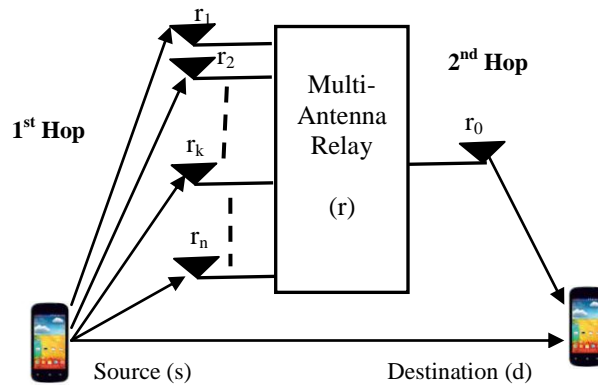 r₁
r₂
1ˢᵗ Hop
rₖ
rₙ
Multi-
Antenna
Relay
(r)
2ⁿᵈ Hop
r₀
Source (s)
Destination (d)